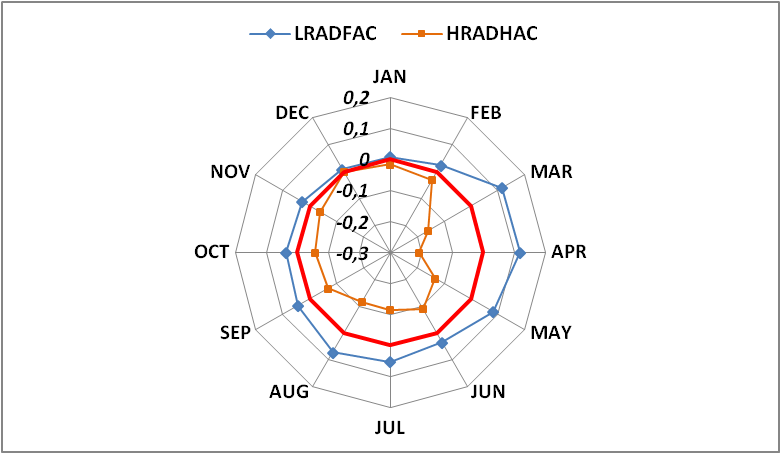 LRADFAC HRADHAC
JAN
FEB
MAR
APR
MAY
JUN
JUL
AUG
SEP
OCT
NOV
DEC
0,2
0,1
0
-0,1
-0,2
-0,3